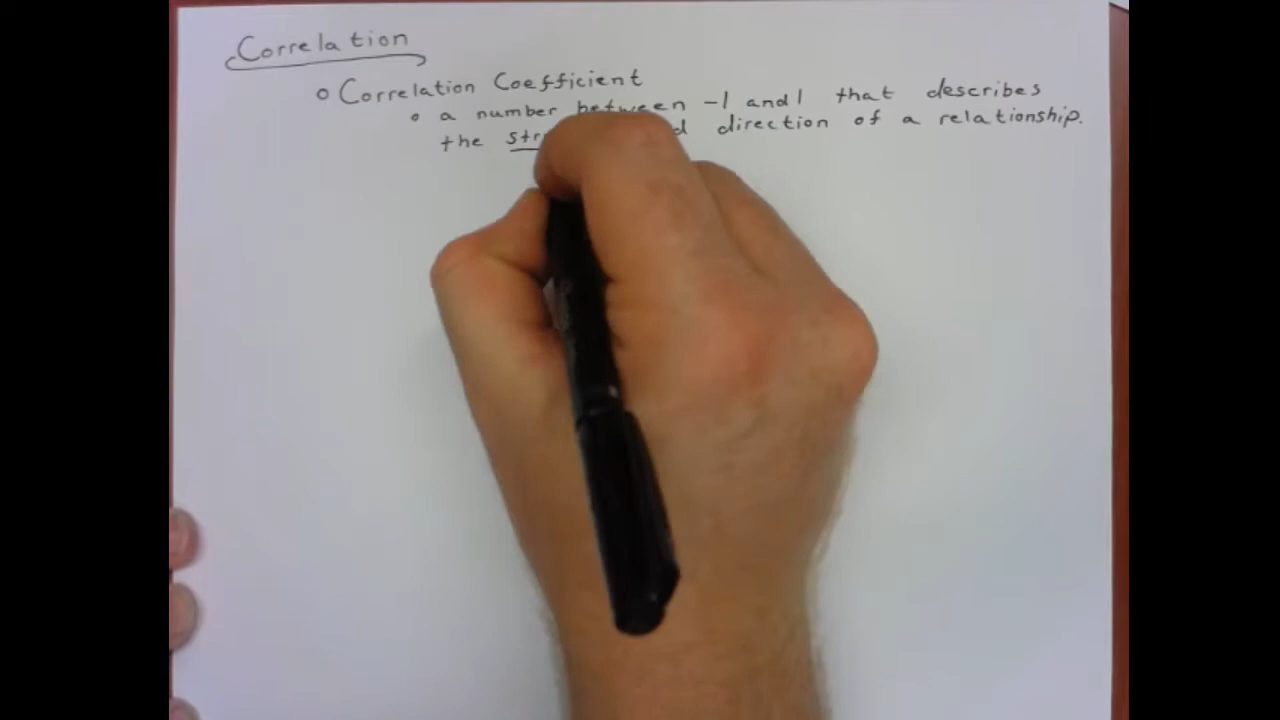 Correlation
o Correlation Coefficient
o a number between -1 and 1 that describes
the direction of a relationship.